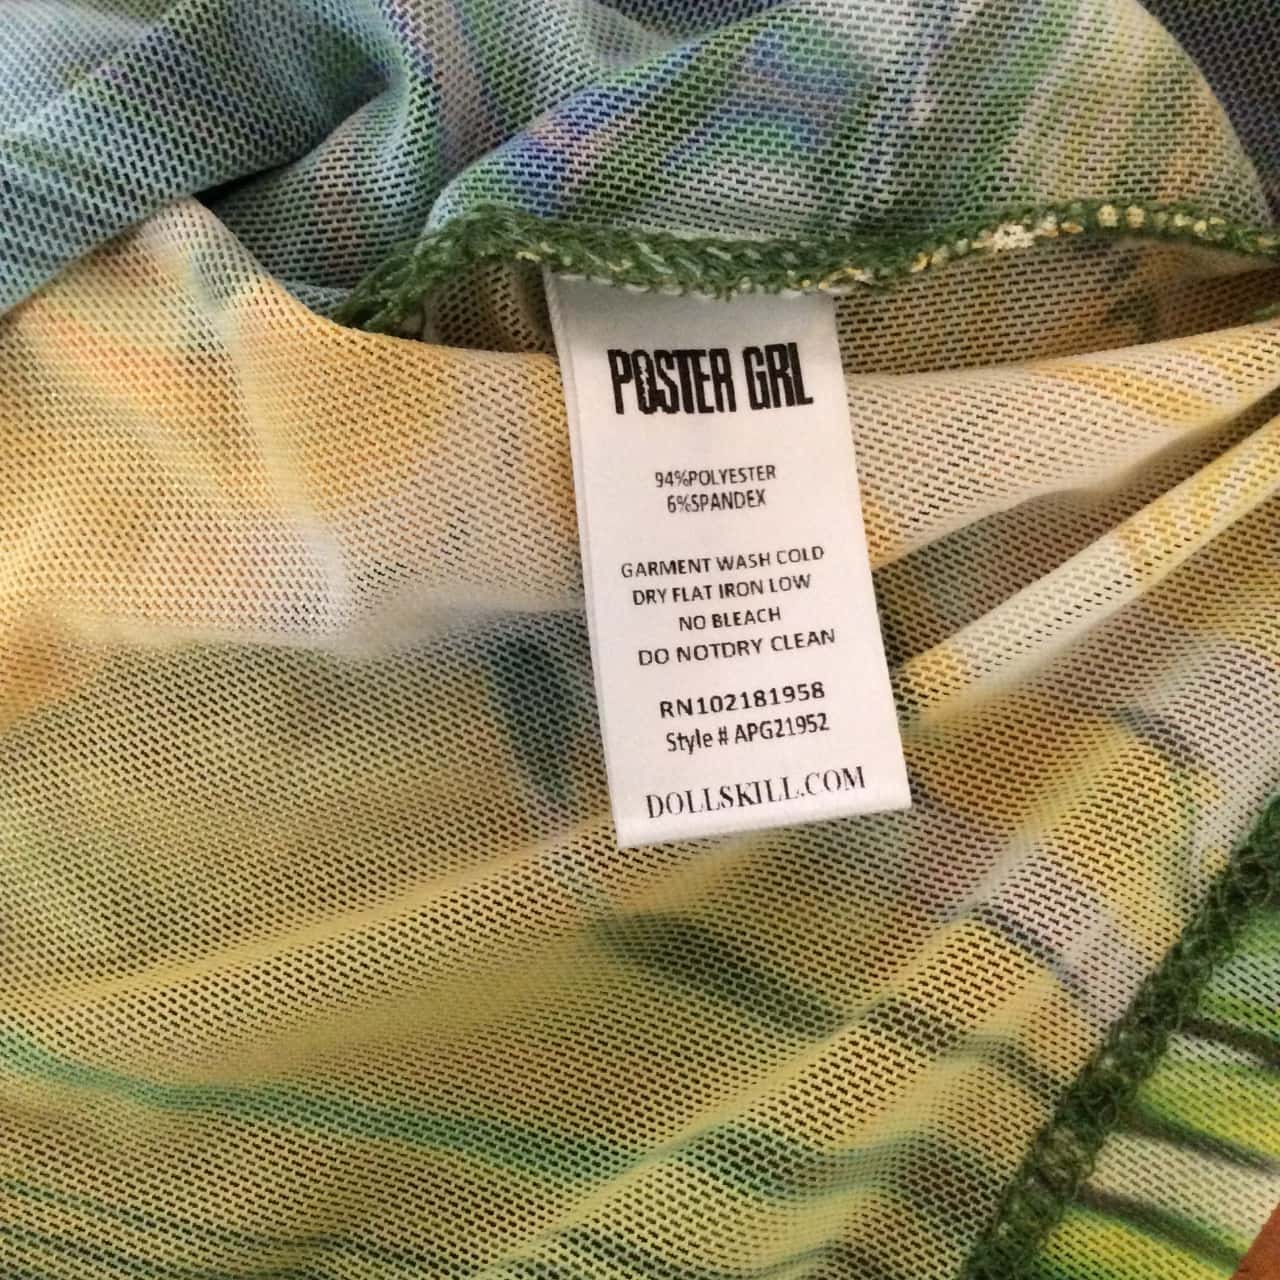 POSTER GRL
94%POLYESTER
6%SPANDEX
GARMENT WASH COLD
DRY FLAT IRON LOW
NO BLEACH
DO NOTDRY CLEAN
RN102181958
Style # APG21952
DOLLSKILL.COM